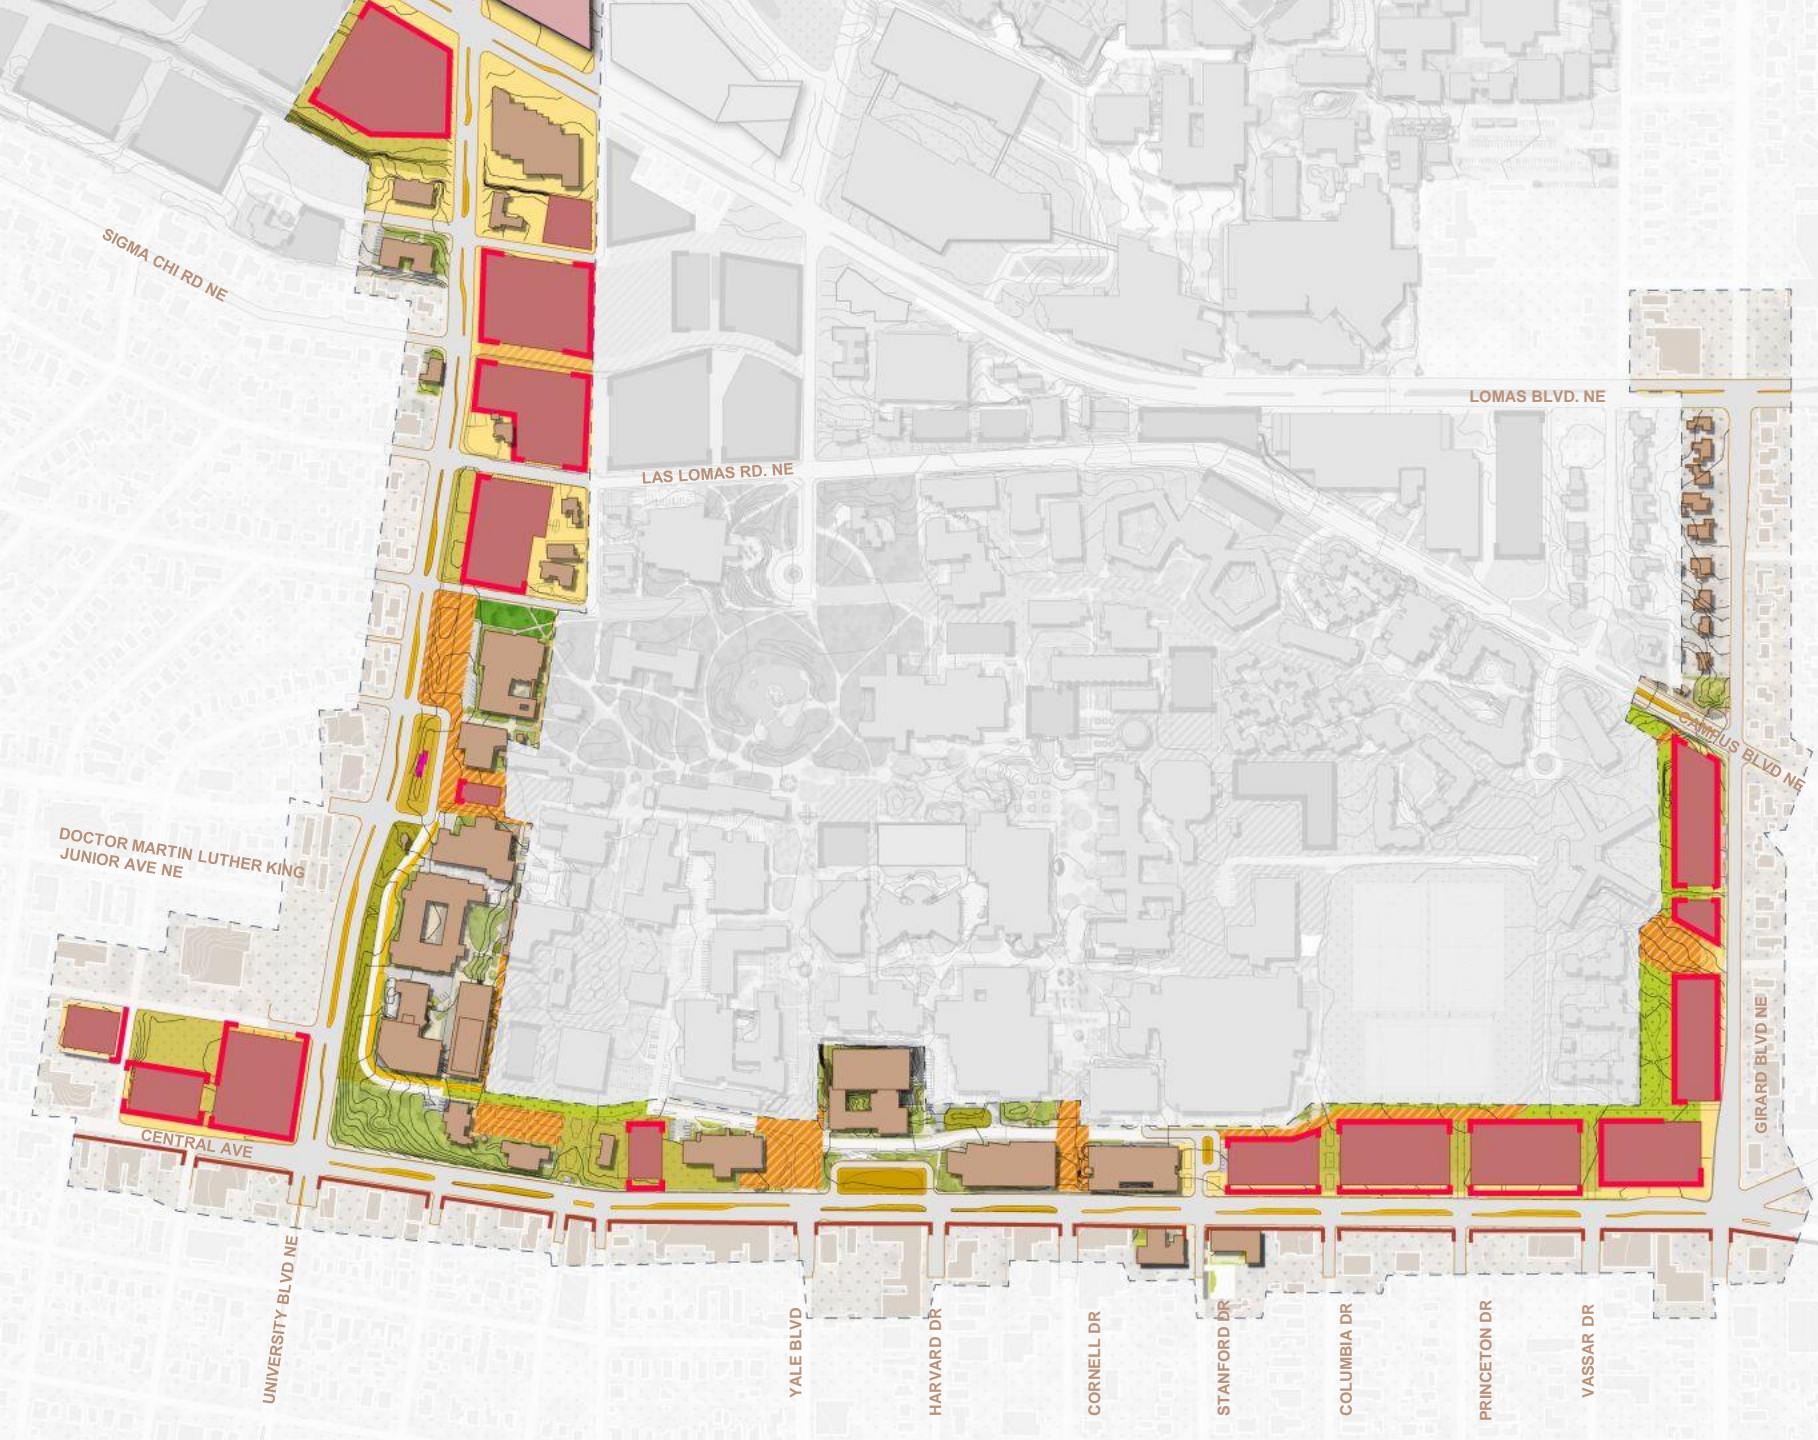 SIGMA CHI RD NE
LOMAS BLVD. NE
LAS LOMAS RD. NE
CAMPUS BLVD NE
DOCTOR MARTIN LUTHER KING
JUNIOR AVE NE
GIRARD BLVD NE
CENTRAL AVE
UNIVERSITY BLVD NE
YALE BLVD
HARVARD DR
CORNELL DR
STANFORD DR
COLUMBIA DR
PRINCETON DR
VASSAR DR